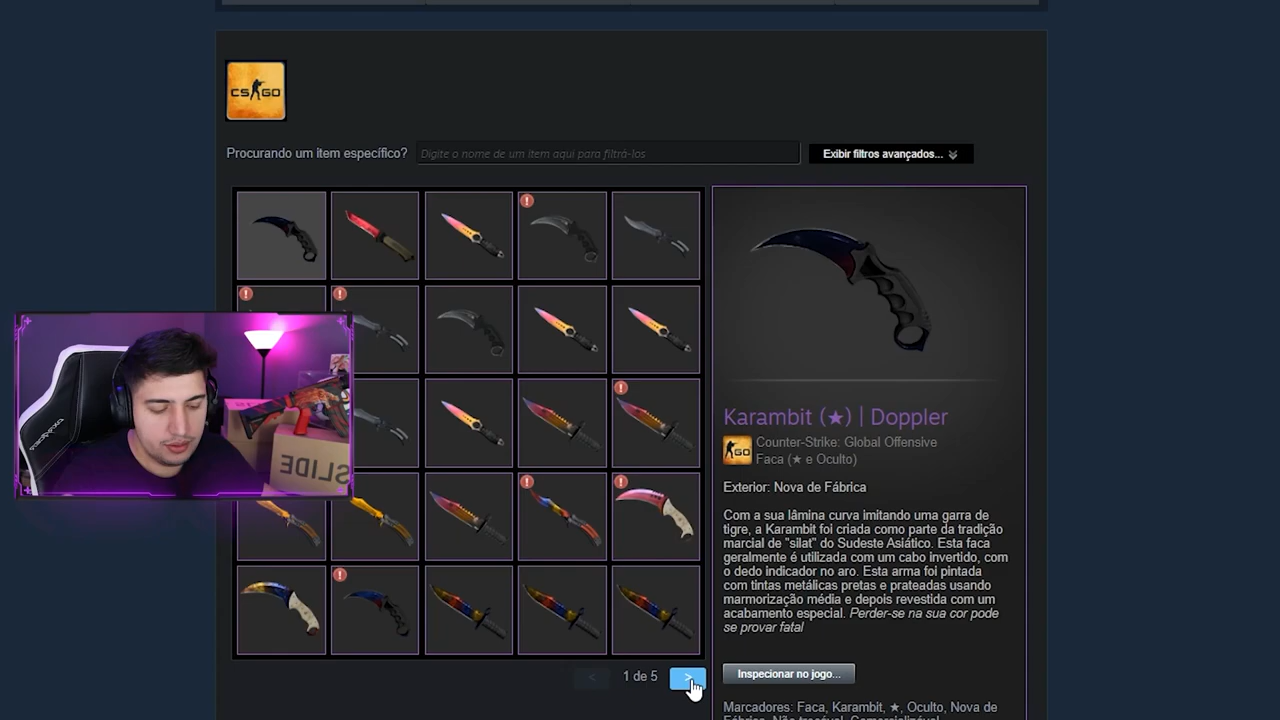 CS GO
Procurando um item específico?
Digite o nome de um item aqui para filtrá-los
Exibir filtros avançados...
Karambit (★) | Doppler
GO
Counter-Strike: Global Offensive
Faca (★ e Oculto)
Exterior: Nova de Fábrica
Com a sua lâmina curva imitando uma garra de
tigre, a Karambit foi criada como parte da tradição
marcial de "silat" do Sudeste Asiático. Esta faca
geralmente é utilizada com um cabo invertido, com
o dedo indicador no aro. Esta arma foi pintada
com tintas metálicas pretas e prateadas usando
marmorização média e depois revestida com um
acabamento especial. Perder-se na sua cor pode
se provar fatal
SLIDE
< 1 de 5 >
Inspecionar no jogo...
Marcadores: Faca, Karambit, ★, Oculto, Nova de
Fábrica, Não trocável, Comercializável